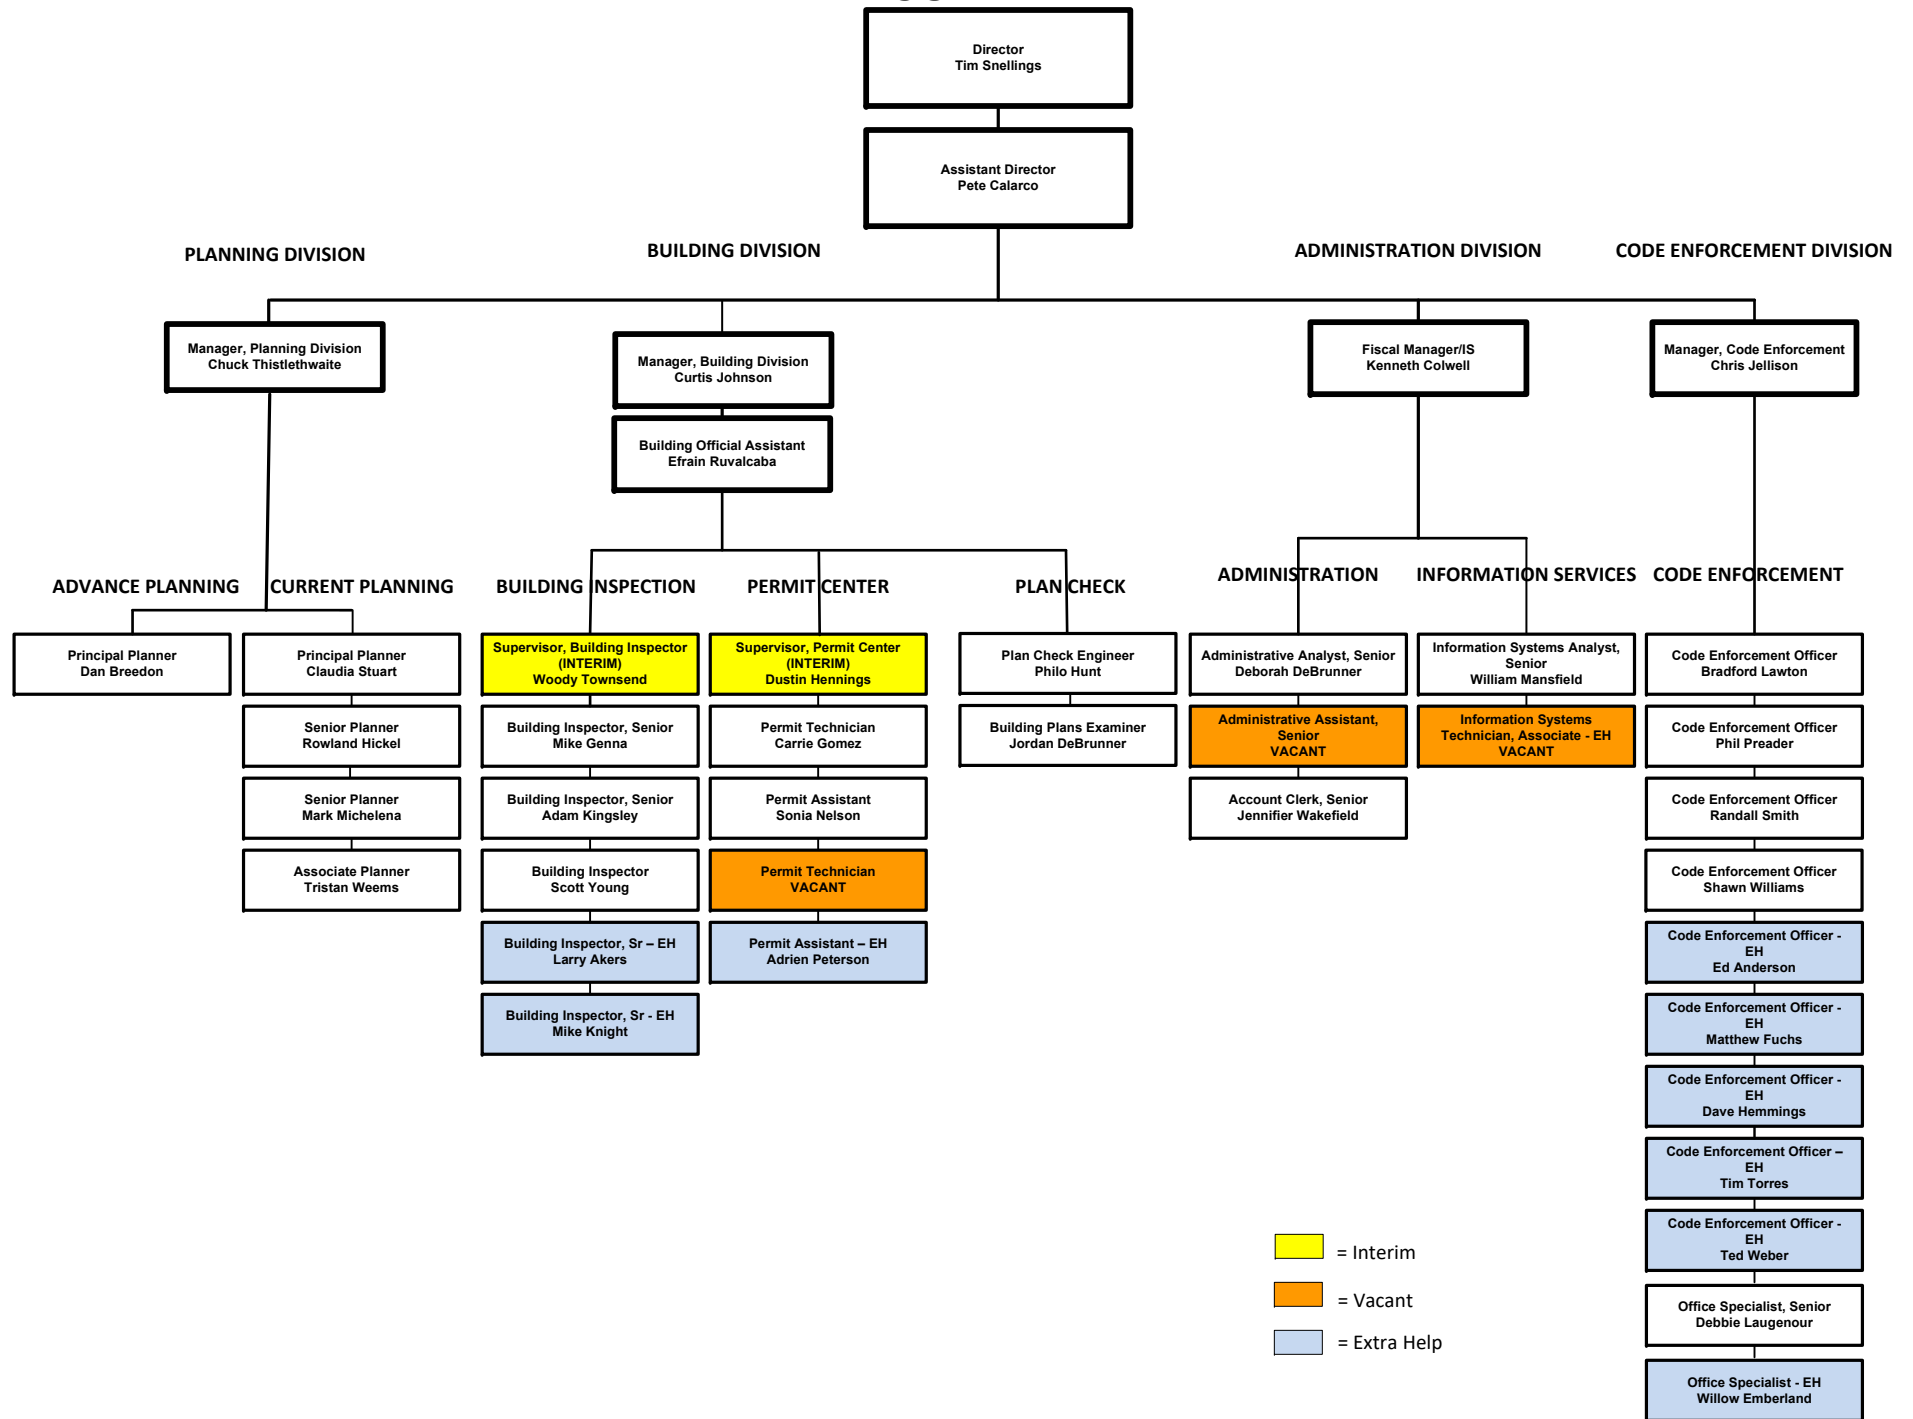 Director
Tim Snellings
Assistant Director
Pete Calarco
PLANNING DIVISION
BUILDING DIVISION
ADMINISTRATION DIVISION
CODE ENFORCEMENT DIVISION
Manager, Planning Division
Chuck Thistlethwaite
Manager, Building Division
Curtis Johnson
Building Official Assistant
Efrain Ruvalcaba
Fiscal Manager/IS
Kenneth Colwell
Manager, Code Enforcement
Chris Jellison
ADVANCE PLANNING
CURRENT PLANNING
BUILDING INSPECTION
PERMIT CENTER
PLAN CHECK
ADMINISTRATION
INFORMATION SERVICES
CODE ENFORCEMENT
Principal Planner
Dan Breedon
Principal Planner
Claudia Stuart
Senior Planner
Rowland Hickel
Senior Planner
Mark Michelena
Associate Planner
Tristan Weems
Supervisor, Building Inspector
(INTERIM)
Woody Townsend
Building Inspector, Senior
Mike Genna
Building Inspector, Senior
Adam Kingsley
Building Inspector
Scott Young
Building Inspector, Sr – EH
Larry Akers
Building Inspector, Sr - EH
Mike Knight
Supervisor, Permit Center
(INTERIM)
Dustin Hennings
Permit Technician
Carrie Gomez
Permit Assistant
Sonia Nelson
Permit Technician
VACANT
Permit Assistant – EH
Adrien Peterson
Plan Check Engineer
Philo Hunt
Building Plans Examiner
Jordan DeBrunner
Administrative Analyst, Senior
Deborah DeBrunner
Administrative Assistant,
Senior
VACANT
Account Clerk, Senior
Jennifier Wakefield
Information Systems Analyst,
Senior
William Mansfield
Information Systems
Technician, Associate - EH
VACANT
Code Enforcement Officer
Bradford Lawton
Code Enforcement Officer
Phil Preader
Code Enforcement Officer
Randall Smith
Code Enforcement Officer
Shawn Williams
Code Enforcement Officer -
EH
Ed Anderson
Code Enforcement Officer -
EH
Matthew Fuchs
Code Enforcement Officer -
EH
Dave Hemmings
Code Enforcement Officer –
EH
Tim Torres
Code Enforcement Officer -
EH
Ted Weber
Office Specialist, Senior
Debbie Laugenour
Office Specialist - EH
Willow Emberland
= Interim
= Vacant
= Extra Help